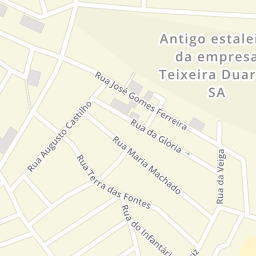 Antigo estalei
da empresa
Teixeira Duar
SA
Rua José Gomes Ferreira
Rua da Glória
Rua Augusto Castilho
Rua Maria Machado
Rua da Veiga
Rua Terra das Fontes
Rua do Infantár